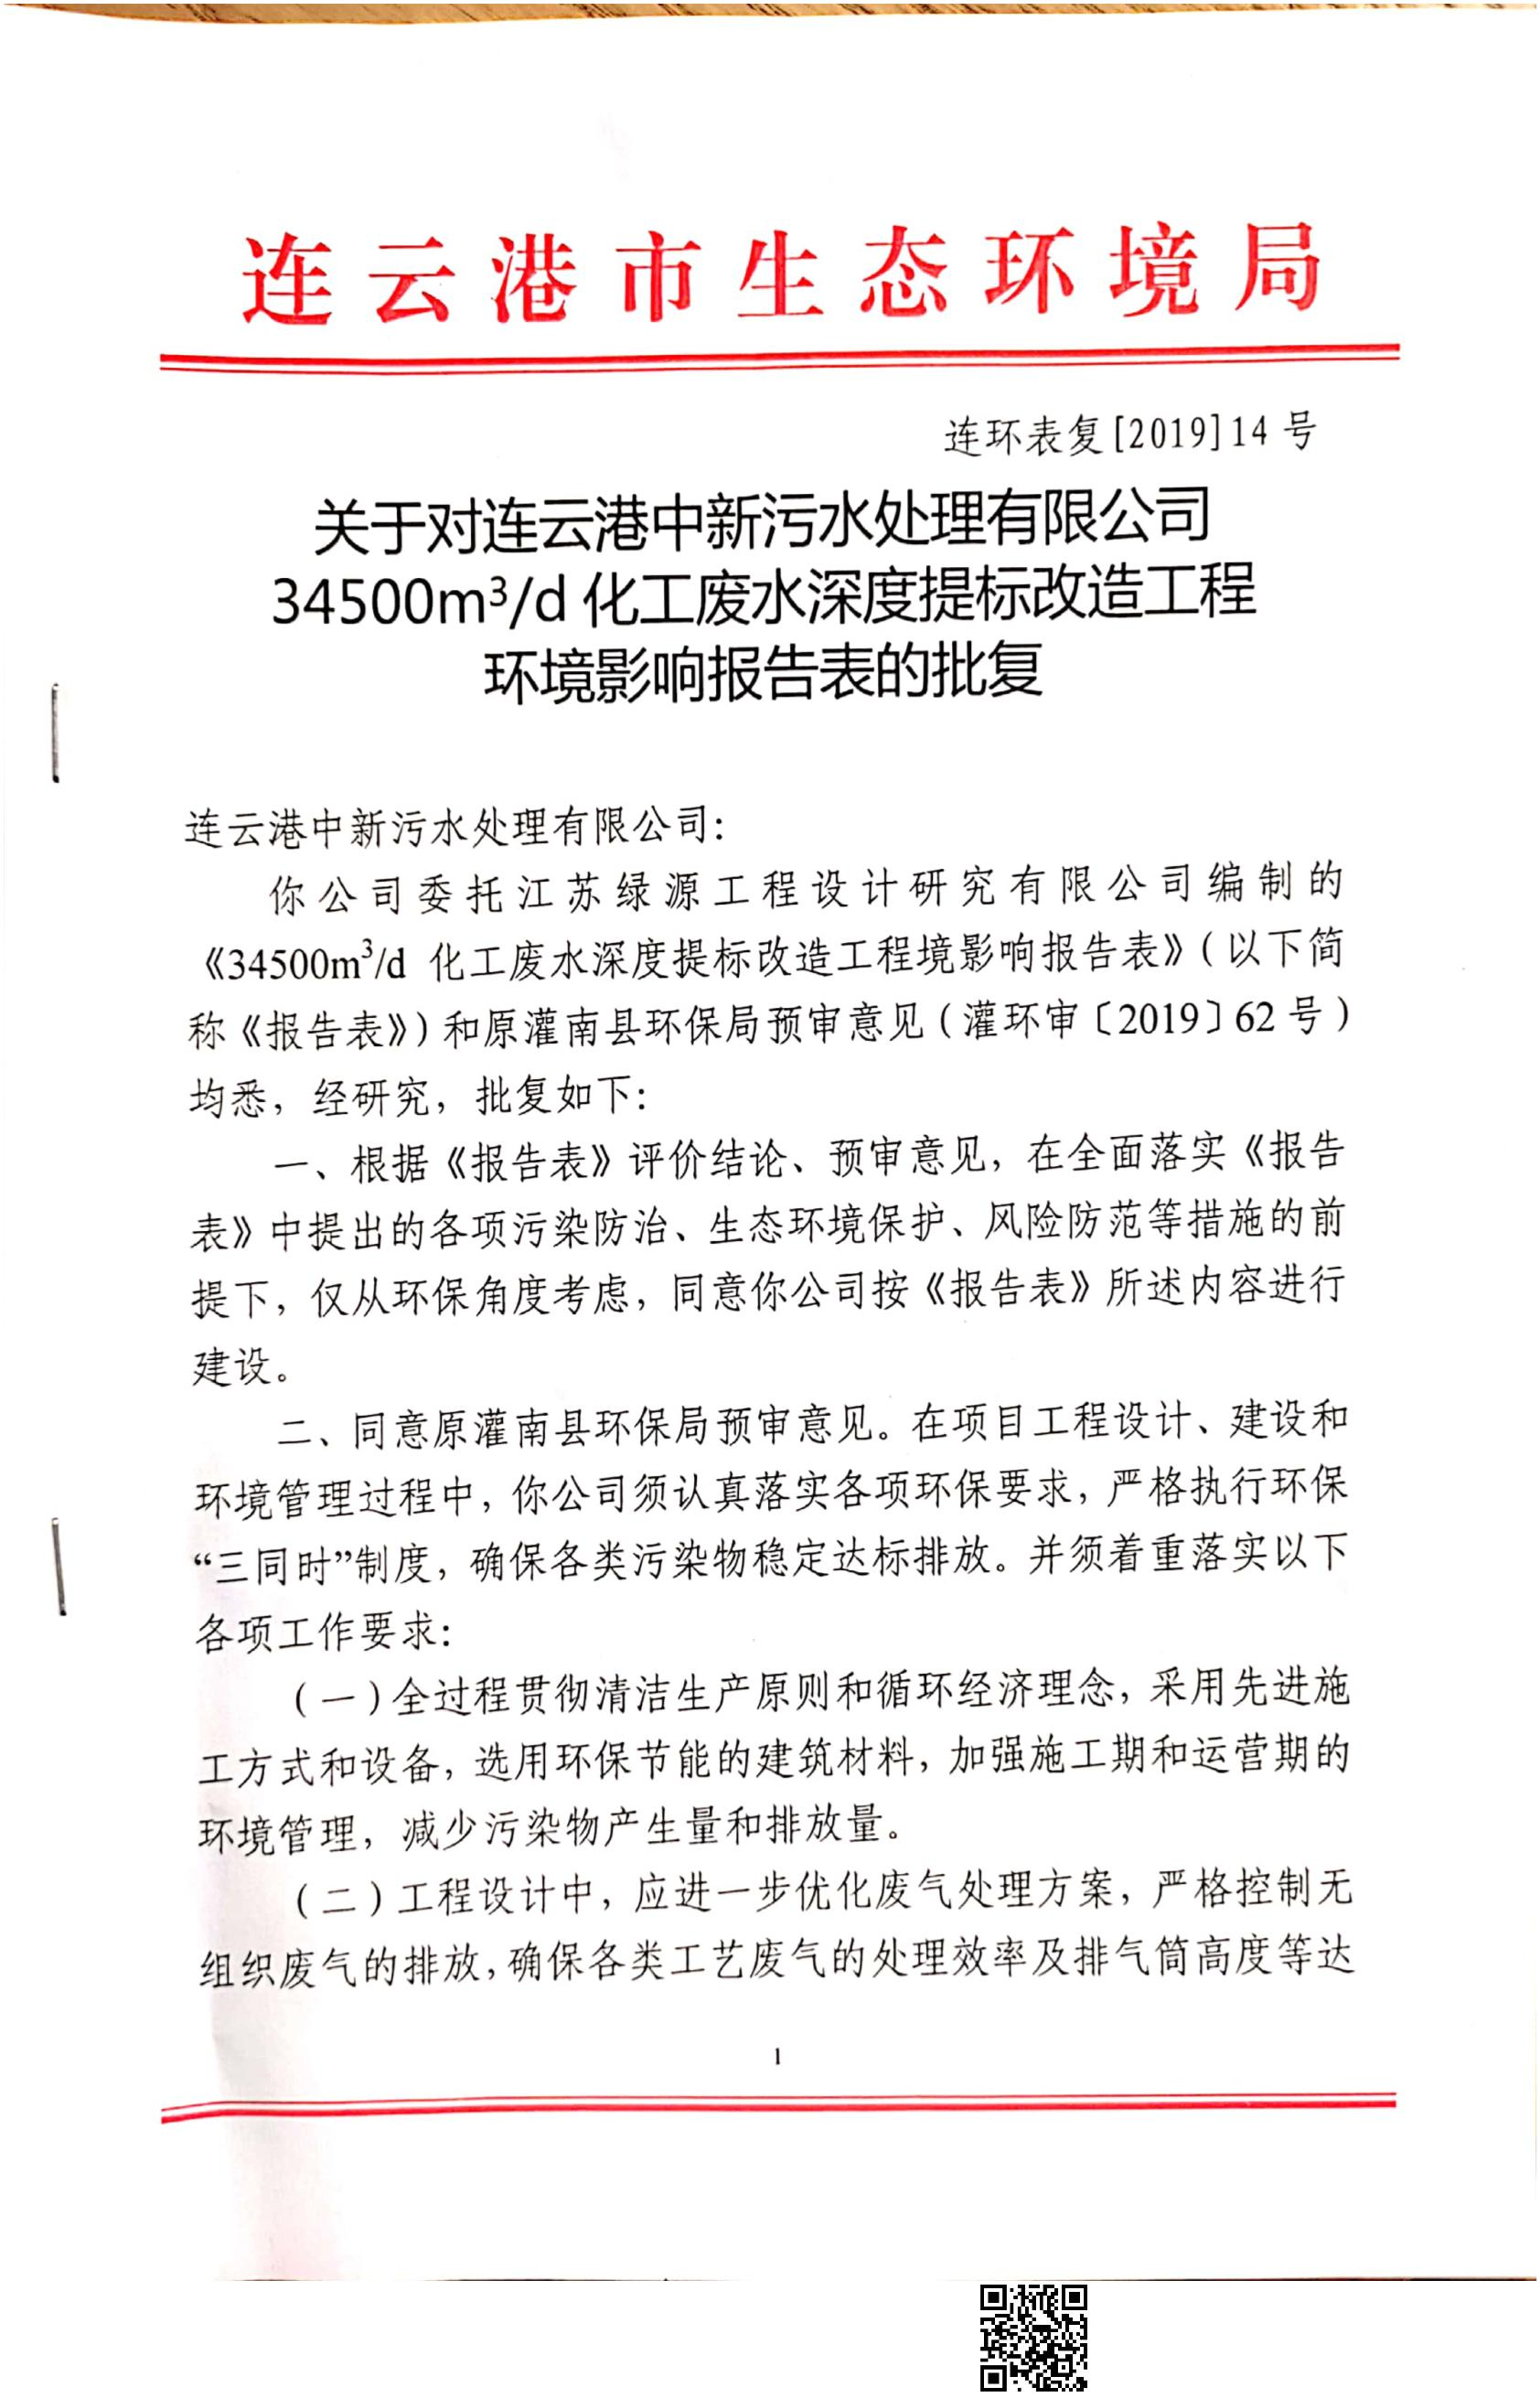 连云港市生态环境局
连环表复[2019]14 号
关于对连云港中新污水处理有限公司
34500m³/d 化工废水深度提标改造工程
环境影响报告表的批复
连云港中新污水处理有限公司:
你公司委托江苏绿源工程设计研究有限公司编制的
《34500m³/d 化工废水深度提标改造工程境影响报告表》(以下简
称《报告表》)和原灌南县环保局预审意见(灌环审〔2019〕62 号)
均悉，经研究，批复如下:
一、根据《报告表》评价结论、预审意见，在全面落实《报告
表》中提出的各项污染防治、生态环境保护、风险防范等措施的前
提下，仅从环保角度考虑，同意你公司按《报告表》所述内容进行
建设。
二、同意原灌南县环保局预审意见。在项目工程设计、建设和
环境管理过程中，你公司须认真落实各项环保要求，严格执行环保
“三同时”制度，确保各类污染物稳定达标排放。并须着重落实以下
各项工作要求:
(一)全过程贯彻清洁生产原则和循环经济理念，采用先进施
工方式和设备，选用环保节能的建筑材料，加强施工期和运营期的
环境管理，减少污染物产生量和排放量。
(二)工程设计中，应进一步优化废气处理方案，严格控制无
组织废气的排放,确保各类工艺废气的处理效率及排气筒高度等达
1